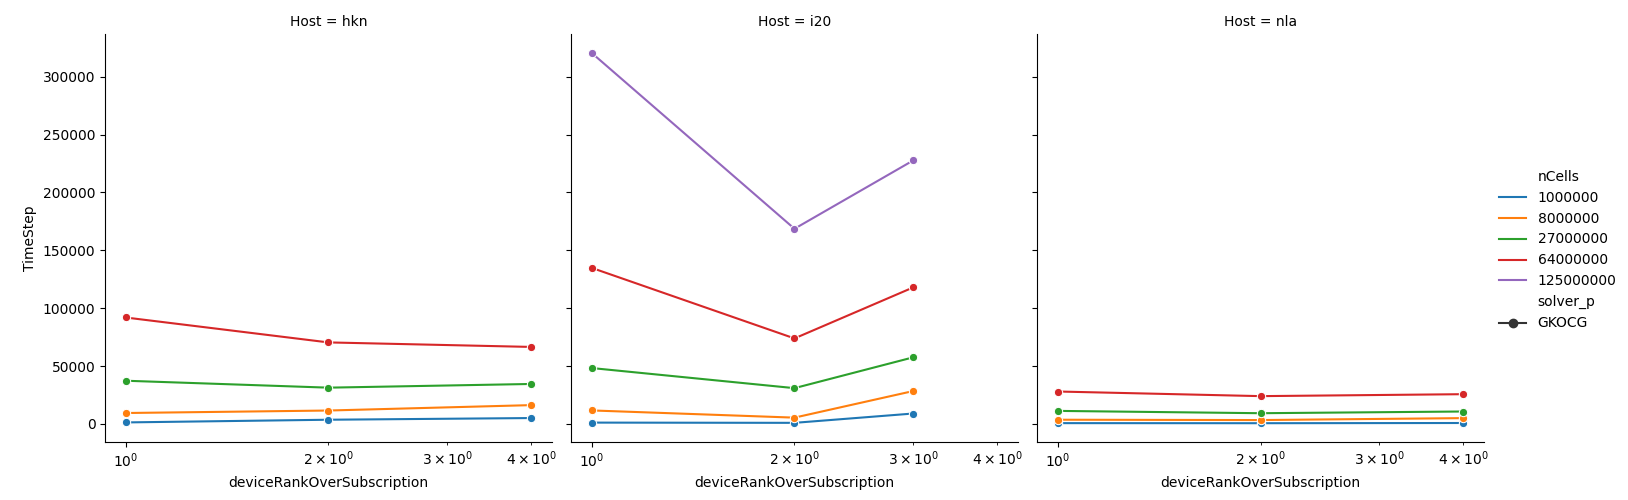 Host = hkn
Host = i20
Host = nla
TimeStep
300000
250000
200000
150000
100000
50000
0
10⁰
2 × 10⁰
3 × 10⁰
4 × 10⁰
10⁰
2 × 10⁰
3 × 10⁰
4 × 10⁰
10⁰
2 × 10⁰
3 × 10⁰
4 × 10⁰
deviceRankOverSubscription
deviceRankOverSubscription
deviceRankOverSubscription
nCells
1000000
8000000
27000000
64000000
125000000
solver_p
GKOCG